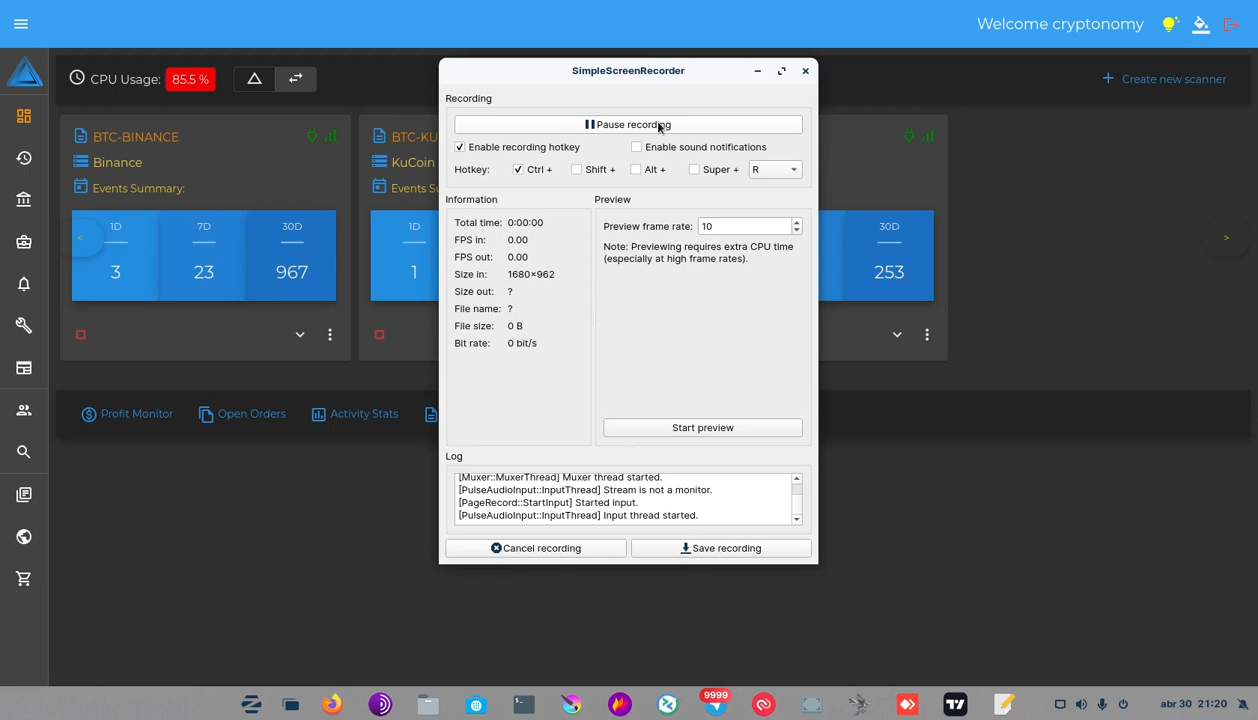 Welcome cryptonomy
CPU Usage: 85.5 %
Create new scanner
BTC-BINANCE
Binance
Events Summary:
1D 7D 30D
3 23 967
<
BTC-KU
KuCoin
Events Su
1D
1
30D
253
>
Profit Monitor
Open Orders
Activity Stats
SimpleScreenRecorder
Recording
Pause recording
Enable recording hotkey
Enable sound notifications
Hotkey: Ctrl + Shift + Alt + Super + R
Information
Total time: 0:00:00
FPS in: 0.00
FPS out: 0.00
Size in: 1680×962
Size out: ?
File name: ?
File size: 0 B
Bit rate: 0 bit/s
Preview
Preview frame rate: 10
Note: Previewing requires extra CPU time
(especially at high frame rates).
Start preview
Log
[Muxer::MuxerThread] Muxer thread started.
[PulseAudioInput::InputThread] Stream is not a monitor.
[PageRecord::StartInput] Started input.
[PulseAudioInput::InputThread] Input thread started.
Cancel recording
Save recording
9999
abr 30 21:20